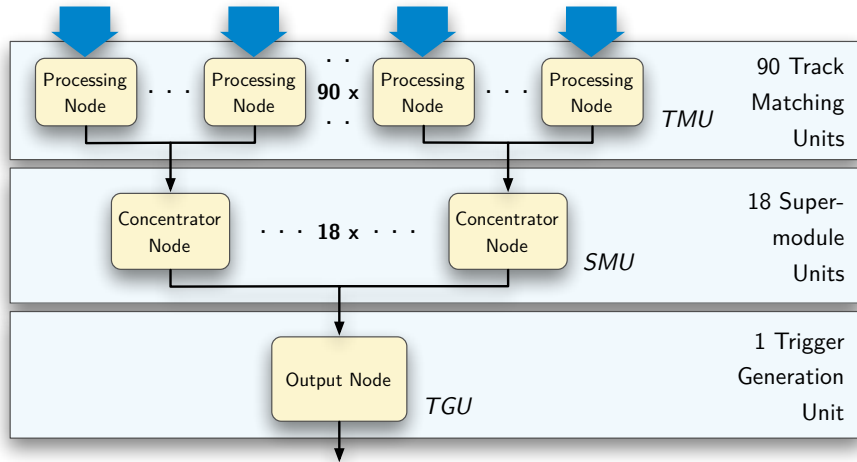 Processing
Node
Processing
Node
90 x
Processing
Node
Processing
Node
TMU
90 Track
Matching
Units
Concentrator
Node
18 x
Concentrator
Node
SMU
18 Super-
module
Units
Output Node
TGU
1 Trigger
Generation
Unit